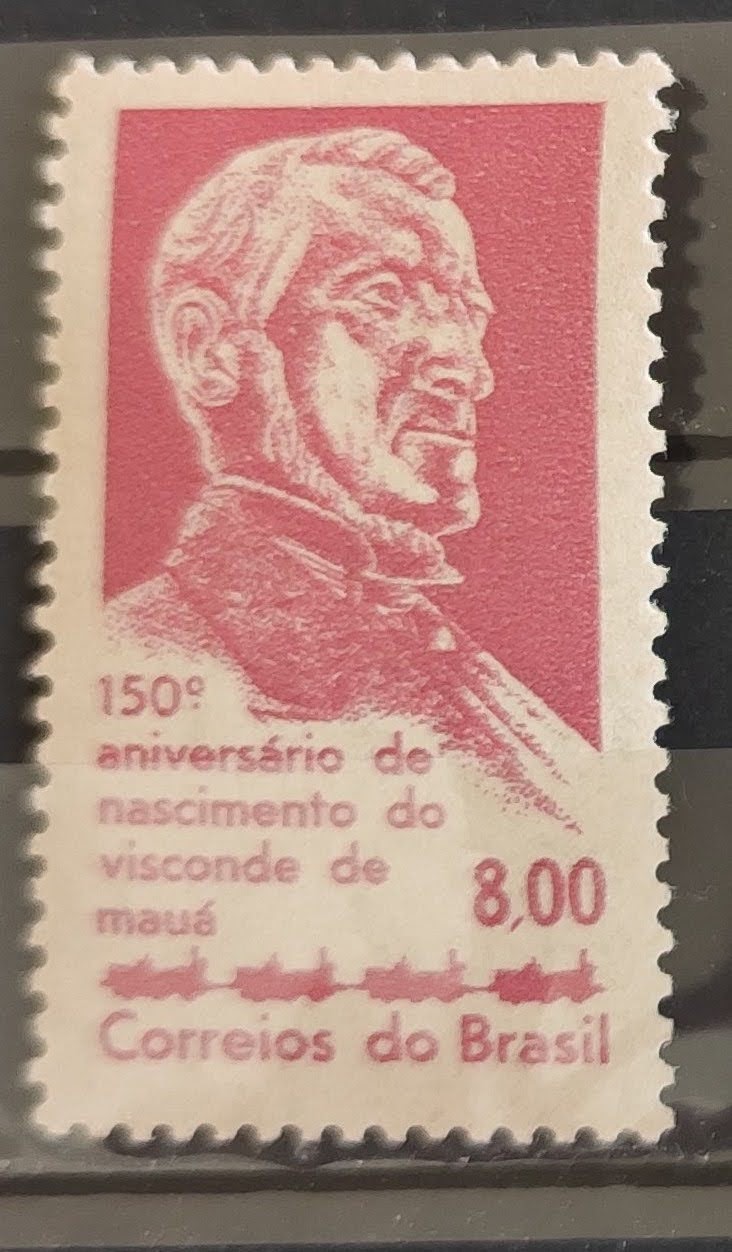 150º
aniversário de
nascimento do
visconde de
mauá
8,00
Correios do Brasil